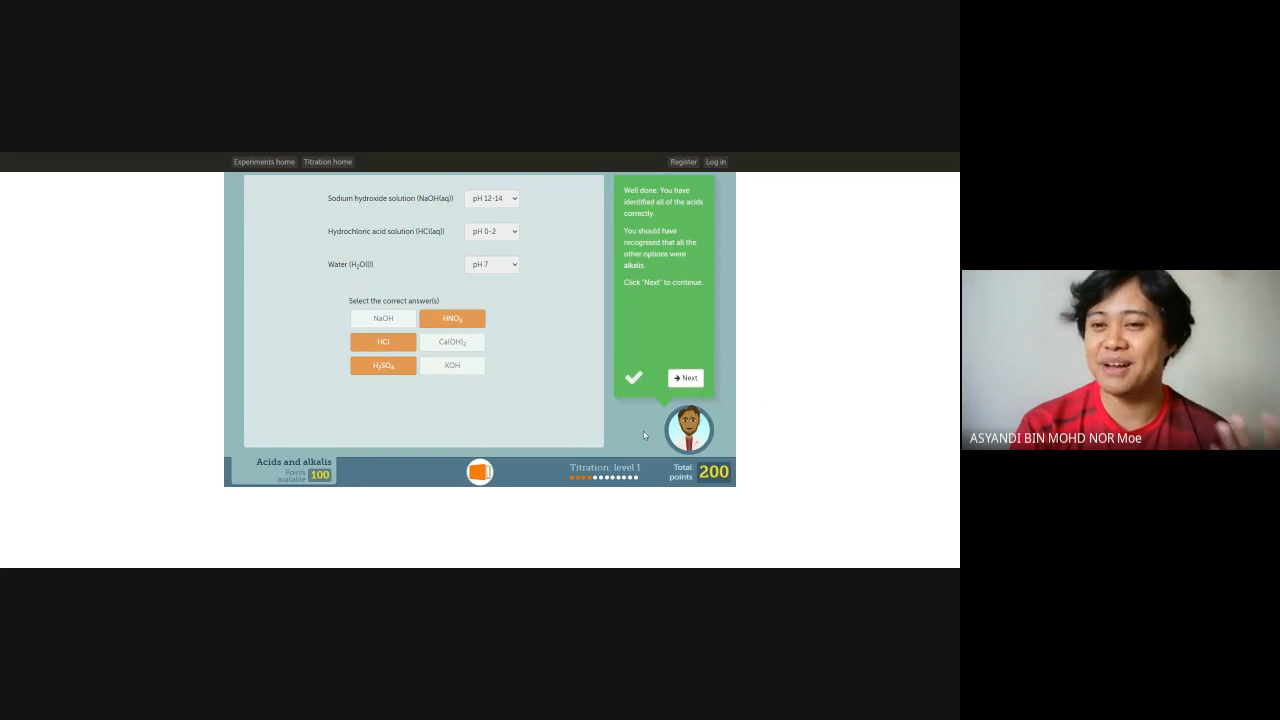 Experiments home Titration home Register Log in
Sodium hydroxide solution (NaOH(aq)) pH 12-14
Hydrochloric acid solution (HCl(aq)) pH 0-2
Water (H₂O(l)) pH 7
Select the correct answer(s)
NaOH HNO₃
HCl Ca(OH)₂
H₂SO₄ KOH
Well done. You have
identified all of the acids
correctly.
You should have
recognised that all the
other options were
alkalis.
Click "Next" to continue.
Next
ASYANDI BIN MOHD NOR Moe
Acids and alkalis
Points
available 100
Titration: level 1
Total
points 200